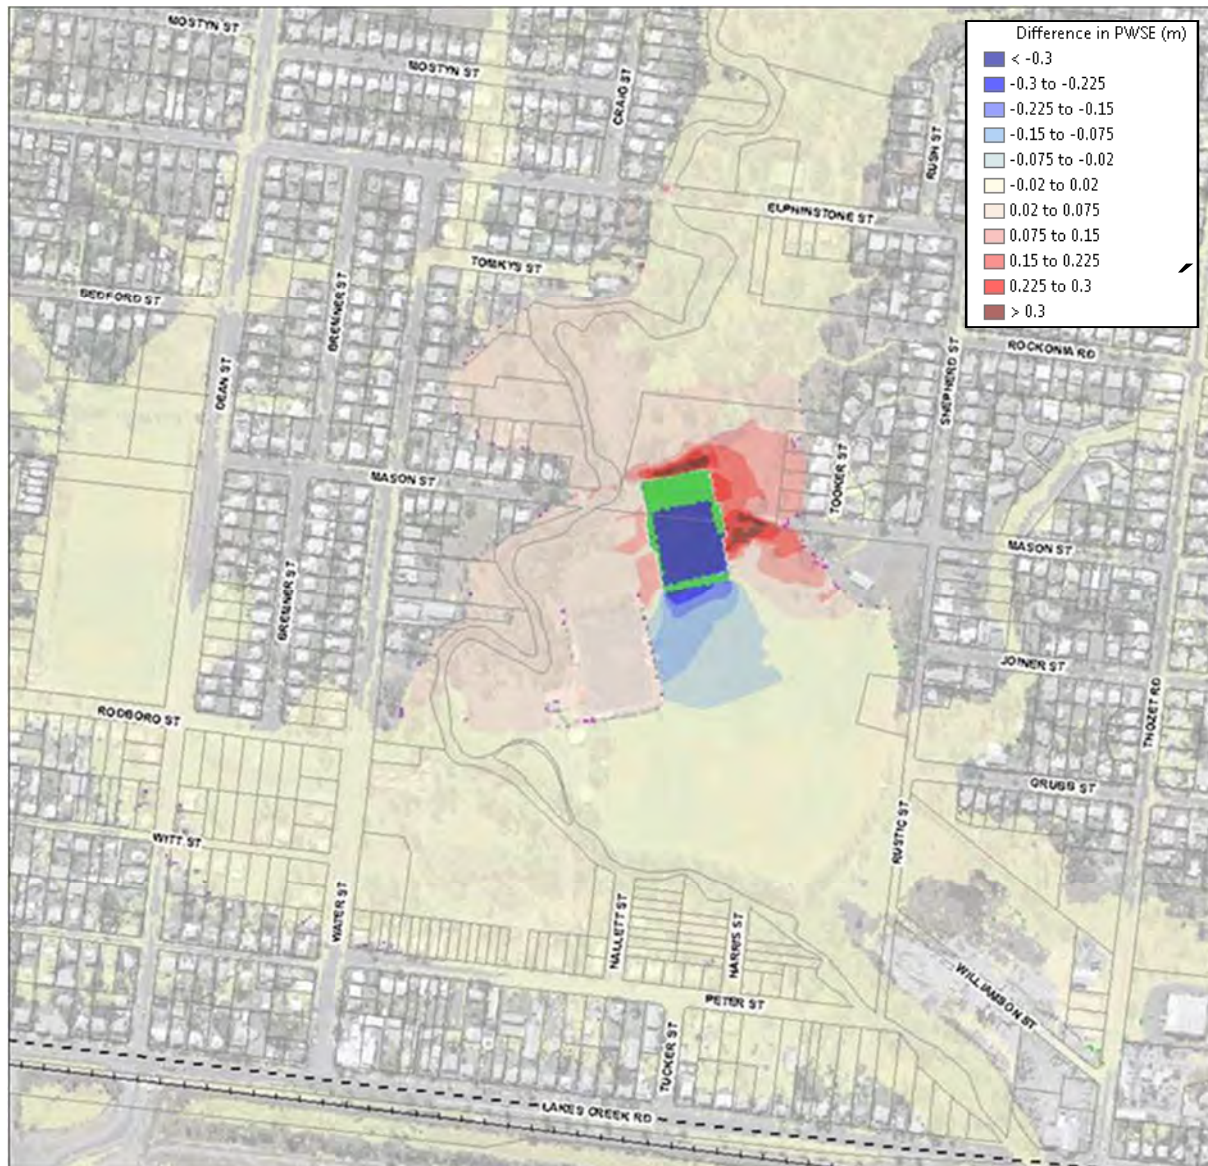 MOSTYN ST
MOSTYN ST
CRAIG ST
RUSH ST
Difference in PWSE (m)
< -0.3
-0.3 to -0.225
-0.225 to -0.15
-0.15 to -0.075
-0.075 to -0.02
-0.02 to 0.02
0.02 to 0.075
0.075 to 0.15
0.15 to 0.225
0.225 to 0.3
> 0.3
ELPHINSTONE ST
TOMKYS ST
BEDFORD ST
BREMNER ST
DEAN ST
ROCKONIA RD
SHEPHERD ST
TOOKER ST
MASON ST
MASON ST
BREMNER ST
JOINER ST
THOZET RD
RODBORO ST
GRUBB ST
RUSTIC ST
WITT ST
WATER ST
HALLETT ST
HARRIS ST
WILLIAMSON ST
PETER ST
TUCKER ST
LAKES CREEK RD